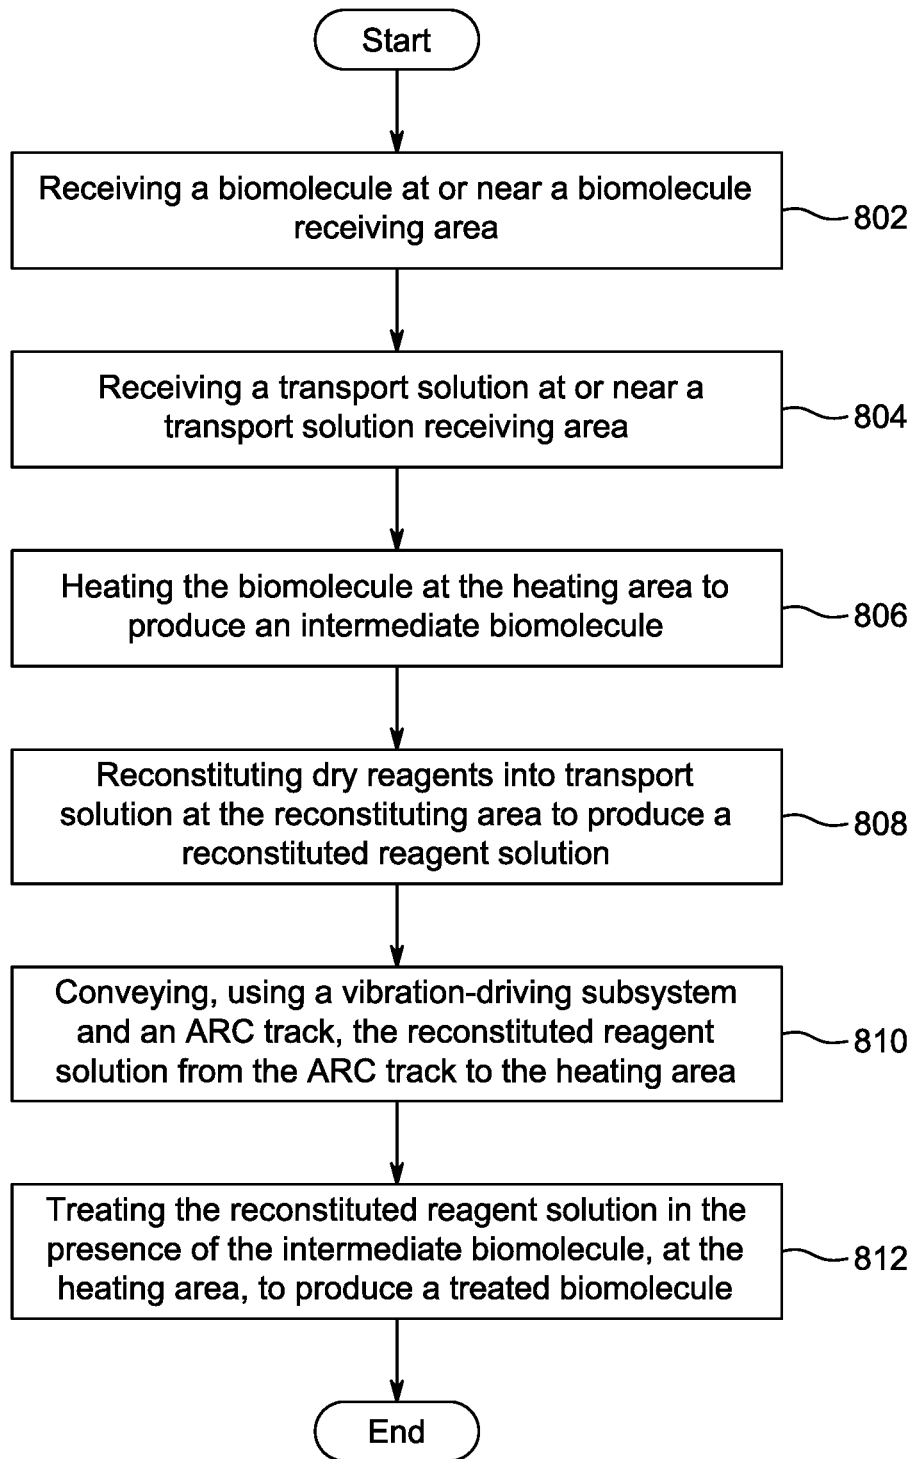 Start
Receiving a biomolecule at or near a biomolecule
receiving area
802
Receiving a transport solution at or near a
transport solution receiving area
804
Heating the biomolecule at the heating area to
produce an intermediate biomolecule
806
Reconstituting dry reagents into transport
solution at the reconstituting area to produce a
reconstituted reagent solution
808
Conveying, using a vibration-driving subsystem
and an ARC track, the reconstituted reagent
solution from the ARC track to the heating area
810
Treating the reconstituted reagent solution in the
presence of the intermediate biomolecule, at the
heating area, to produce a treated biomolecule
812
End